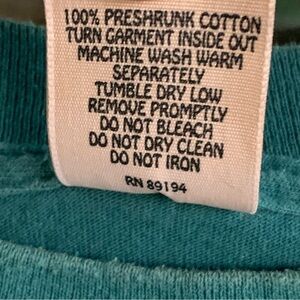 100% PRESHRUNK COTTON
TURN GARMENT INSIDE OUT
MACHINE WASH WARM
SEPARATELY
TUMBLE DRY LOW
REMOVE PROMPTLY
DO NOT BLEACH
DO NOT DRY CLEAN
DO NOT IRON
RN 89194